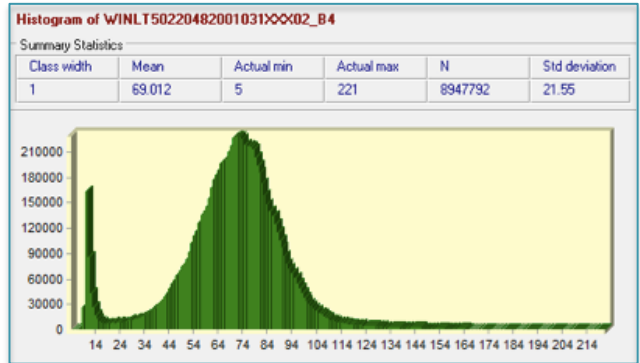 Histogram of WINLT50220482001031XXX02_B4
Summary Statistics
Class width Mean Actual min Actual max N Std deviation
1 69.012 5 221 8947792 21.55
210000
180000
150000
120000
90000
60000
30000
0
14 24 34 44 54 64 74 84 94 104 114 124 134 144 154 164 174 184 194 204 214